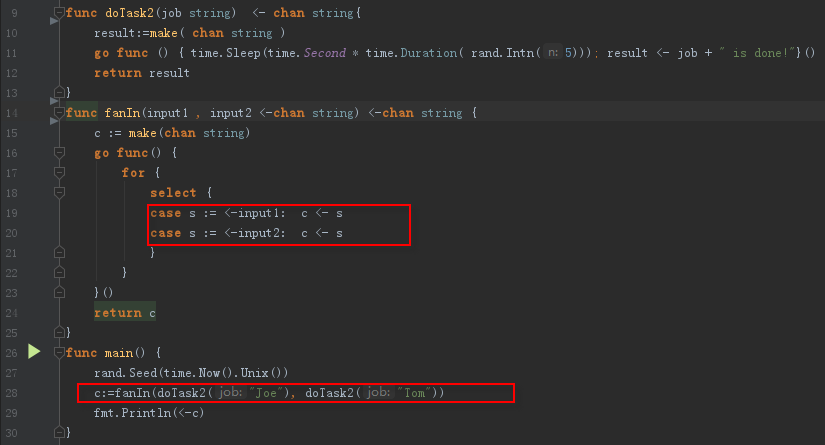 9 func doTask2(job string) <- chan string{
10 result:=make( chan string )
11 go func () { time.Sleep(time.Second * time.Duration( rand.Intn( n: 5))); result <- job + " is done!"}()
12 return result
13 }
14 func fanIn(input1 , input2 <-chan string) <-chan string {
15 c := make(chan string)
16 go func() {
17 for {
18 select {
19 case s := <-input1: c <- s
20 case s := <-input2: c <- s
21 }
22 }
23 }()
24 return c
25 }
26 func main() {
27 rand.Seed(time.Now().Unix())
28 c:=fanIn(doTask2( job: "Joe"), doTask2( job: "Tom"))
29 fmt.Println(<-c)
30 }